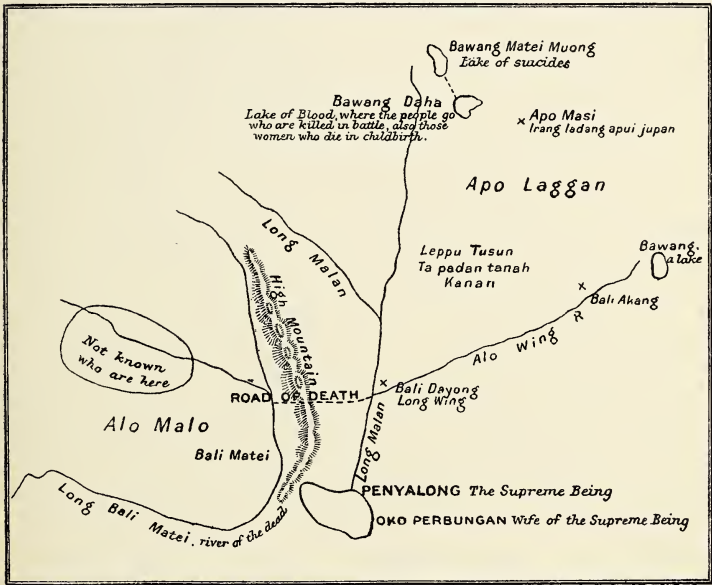 Bawang Matei Muong
Lake of suicides
Bawang Daha
Lake of Blood, where the people go
who are killed in battle, also those
women who die in childbirth.
Apo Masi
Irang ladang apui jupan
Apo Laggan
Long Malan
Leppu Tusun
Ta padan tanah
Kanan
Bawang.
a lake
Bali Akang
High Mountain
Not known
who are here
Alo Wing R
ROAD OF DEATH
Bali Dayong
Long Wing
Alo Malo
Bali Matei
Long Malan
PENYALONG The Supreme Being
Long Bali Matei, river of the dead
OKO PERBUNGAN Wife of the Supreme Being